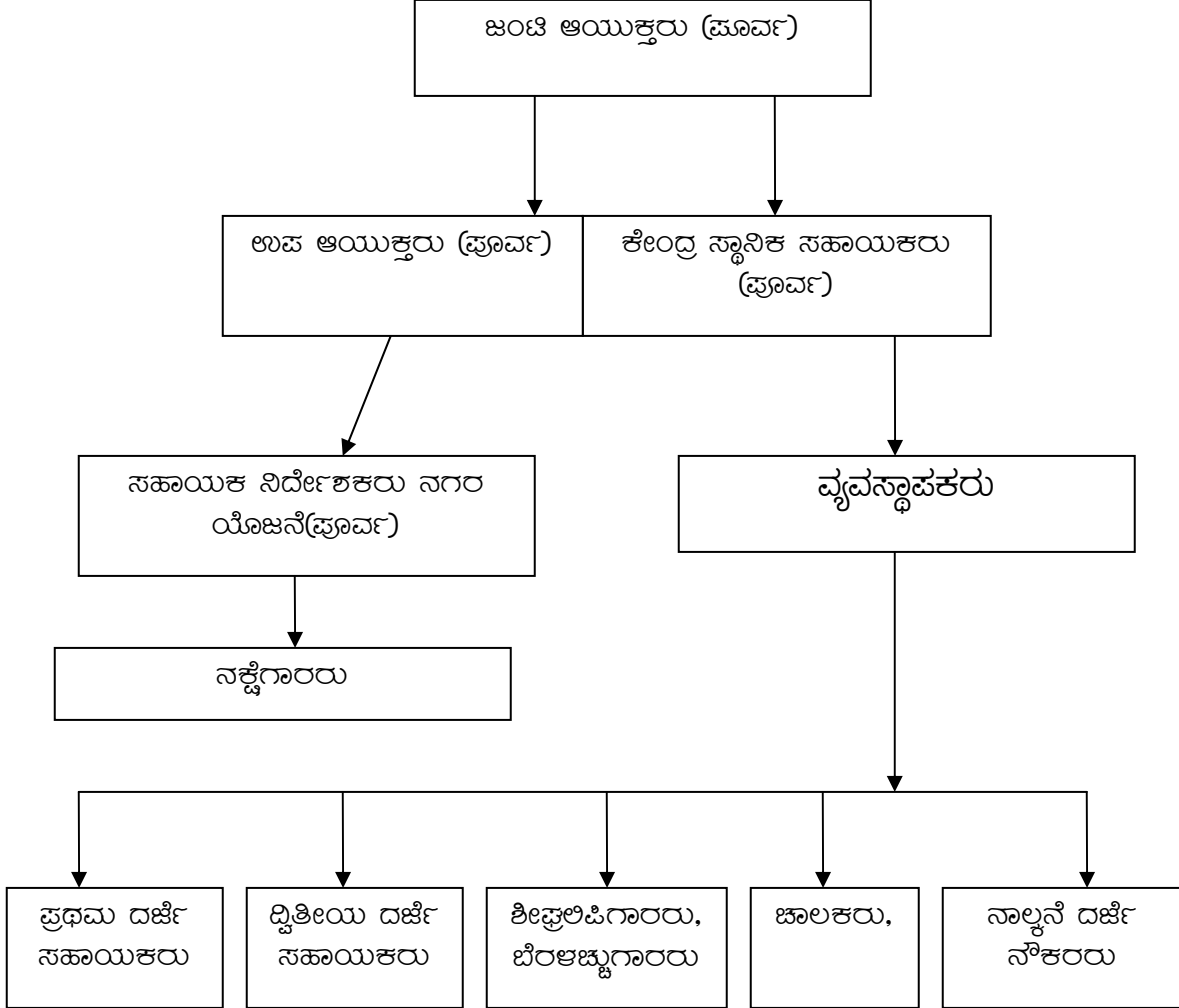 ಜಂಟಿ ಆಯುಕ್ತರು (ಪೂರ್ವ)
ಉಪ ಆಯುಕ್ತರು (ಪೂರ್ವ)
ಕೇಂದ್ರ ಸ್ಥಾನಿಕ ಸಹಾಯಕರು
(ಪೂರ್ವ)
ಸಹಾಯಕ ನಿರ್ದೇಶಕರು ನಗರ
ಯೊಜನೆ(ಪೂರ್ವ)
ವ್ಯವಸ್ಥಾಪಕರು
ನಕ್ಷೆಗಾರರು
ಪ್ರಥಮ ದರ್ಜೆ
ಸಹಾಯಕರು
ದ್ವಿತೀಯ ದರ್ಜೆ
ಸಹಾಯಕರು
ಶೀಘ್ರಲಿಪಿಗಾರರು,
ಬೆರಳಚ್ಚುಗಾರರು
ಚಾಲಕರು,
ನಾಲ್ಕನೆ ದರ್ಜೆ
ನೌಕರರು